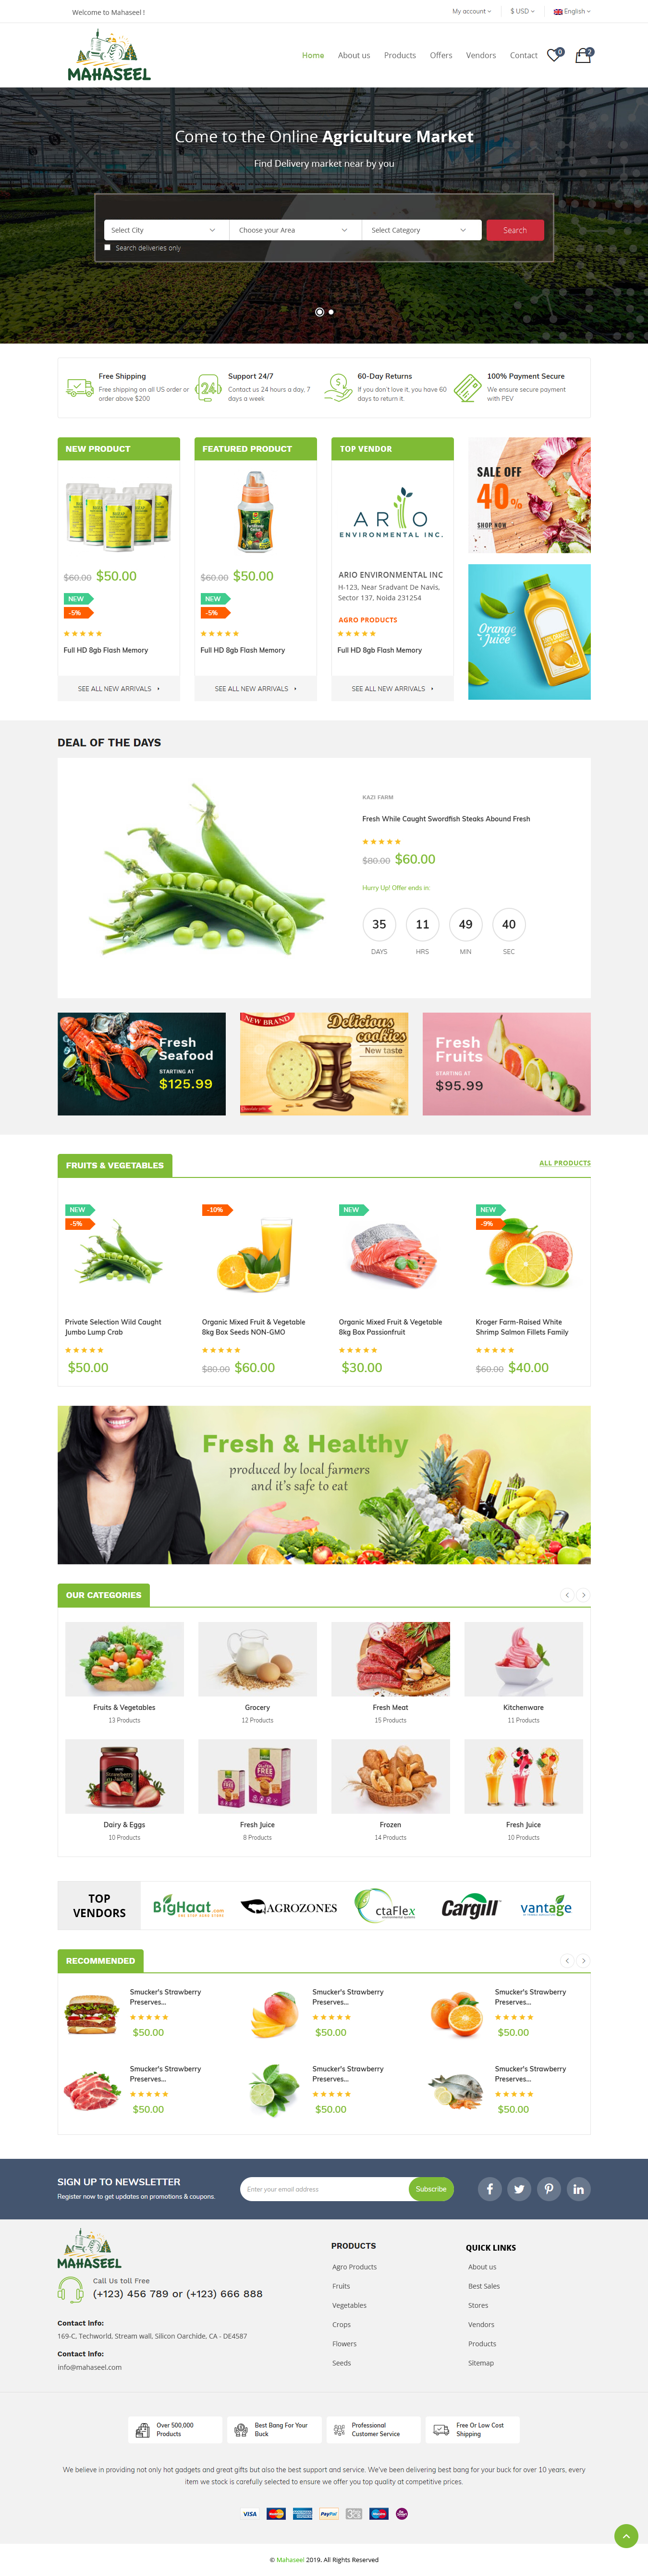 Welcome to Mahaseel !
My account
$ USD
English
MAHASEEL
Home
About us
Products
Offers
Vendors
Contact
0
2
Come to the Online Agriculture Market
Find Delivery market near by you
Select City
Choose your Area
Select Category
Search
Search deliveries only
Free Shipping
Free shipping on all US order or
order above $200
Support 24/7
Contact us 24 hours a day, 7
days a week
60-Day Returns
If you don't love it, you have 60
days to return it.
100% Payment Secure
We ensure secure payment
with PEV
NEW PRODUCT
$60.00 $50.00
NEW
-5%
Full HD 8gb Flash Memory
SEE ALL NEW ARRIVALS
FEATURED PRODUCT
$60.00 $50.00
NEW
-5%
Full HD 8gb Flash Memory
SEE ALL NEW ARRIVALS
TOP VENDOR
ARIO
ENVIRONMENTAL INC.
ARIO ENVIRONMENTAL INC
H-123, Near Sradvant De Navis,
Sector 137, Noida 231254
AGRO PRODUCTS
Full HD 8gb Flash Memory
SEE ALL NEW ARRIVALS
SALE OFF
40%
SHOP NOW
Orange
Juice
DEAL OF THE DAYS
KAZI FARM
Fresh While Caught Swordfish Steaks Abound Fresh
$80.00 $60.00
Hurry Up! Offer ends in:
35
11
49
40
DAYS
HRS
MIN
SEC
Fresh
Seafood
STARTING AT
$125.99
NEW BRAND
Delicious
cookies
New taste
Fresh
Fruits
STARTING AT
$95.99
FRUITS & VEGETABLES
ALL PRODUCTS
NEW
-5%
Private Selection Wild Caught
Jumbo Lump Crab
$50.00
-10%
Organic Mixed Fruit & Vegetable
8kg Box Seeds NON-GMO
$80.00 $60.00
NEW
Organic Mixed Fruit & Vegetable
8kg Box Passionfruit
$30.00
NEW
-9%
Kroger Farm-Raised White
Shrimp Salmon Fillets Family
$60.00 $40.00
Fresh & Healthy
produced by local farmers
and it's safe to eat
OUR CATEGORIES
Fruits & Vegetables
13 Products
Grocery
12 Products
Fresh Meat
15 Products
Kitchenware
11 Products
Dairy & Eggs
10 Products
Fresh Juice
8 Products
Frozen
14 Products
Fresh Juice
10 Products
TOP
VENDORS
BigHaat.com
AGROZONES
ctaFlex
Cargill
vantage
RECOMMENDED
Smucker's Strawberry
Preserves...
$50.00
Smucker's Strawberry
Preserves...
$50.00
Smucker's Strawberry
Preserves...
$50.00
Smucker's Strawberry
Preserves...
$50.00
Smucker's Strawberry
Preserves...
$50.00
Smucker's Strawberry
Preserves...
$50.00
SIGN UP TO NEWSLETTER
Register now to get updates on promotions & coupons.
Enter your email address
Subscribe
MAHASEEL
Call Us toll Free
(+123) 456 789 or (+123) 666 888
Contact info:
169-C, Techworld, Stream wall, Silicon Oarchide, CA - DE4587
Contact info:
info@mahaseel.com
PRODUCTS
Agro Products
Fruits
Vegetables
Crops
Flowers
Seeds
QUICK LINKS
About us
Best Sales
Stores
Vendors
Products
Sitemap
Over 500,000
Products
Best Bang For Your
Buck
Professional
Customer Service
Free Or Low Cost
Shipping
We believe in providing not only hot gadgets and great gifts but also the best support and service. We've been delivering best bang for your buck for over 10 years, every
item we stock is carefully selected to ensure we offer you top quality at competitive prices.
VISA
PayPal
© Mahaseel 2019. All Rights Reserved